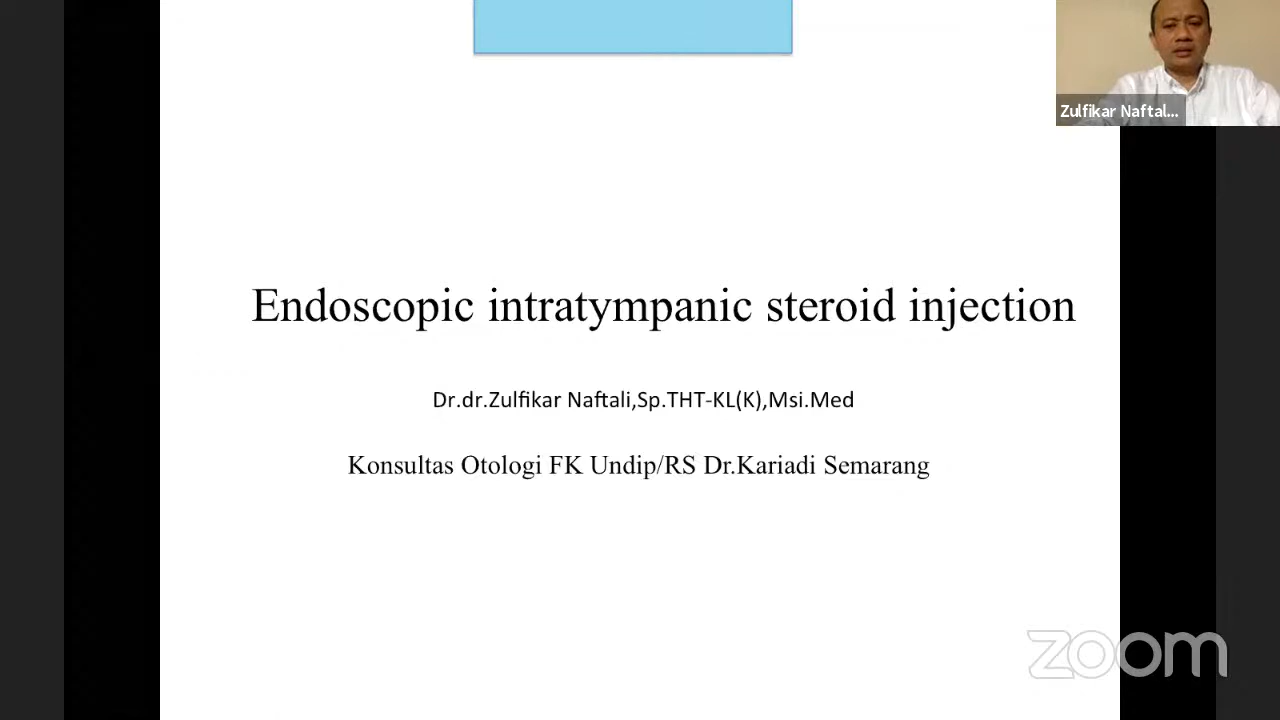 Zulfikar Naftal...
Endoscopic intratympanic steroid injection
Dr.dr.Zulfikar Naftali,Sp.THT-KL(K),Msi.Med
Konsultas Otologi FK Undip/RS Dr.Kariadi Semarang
zoom